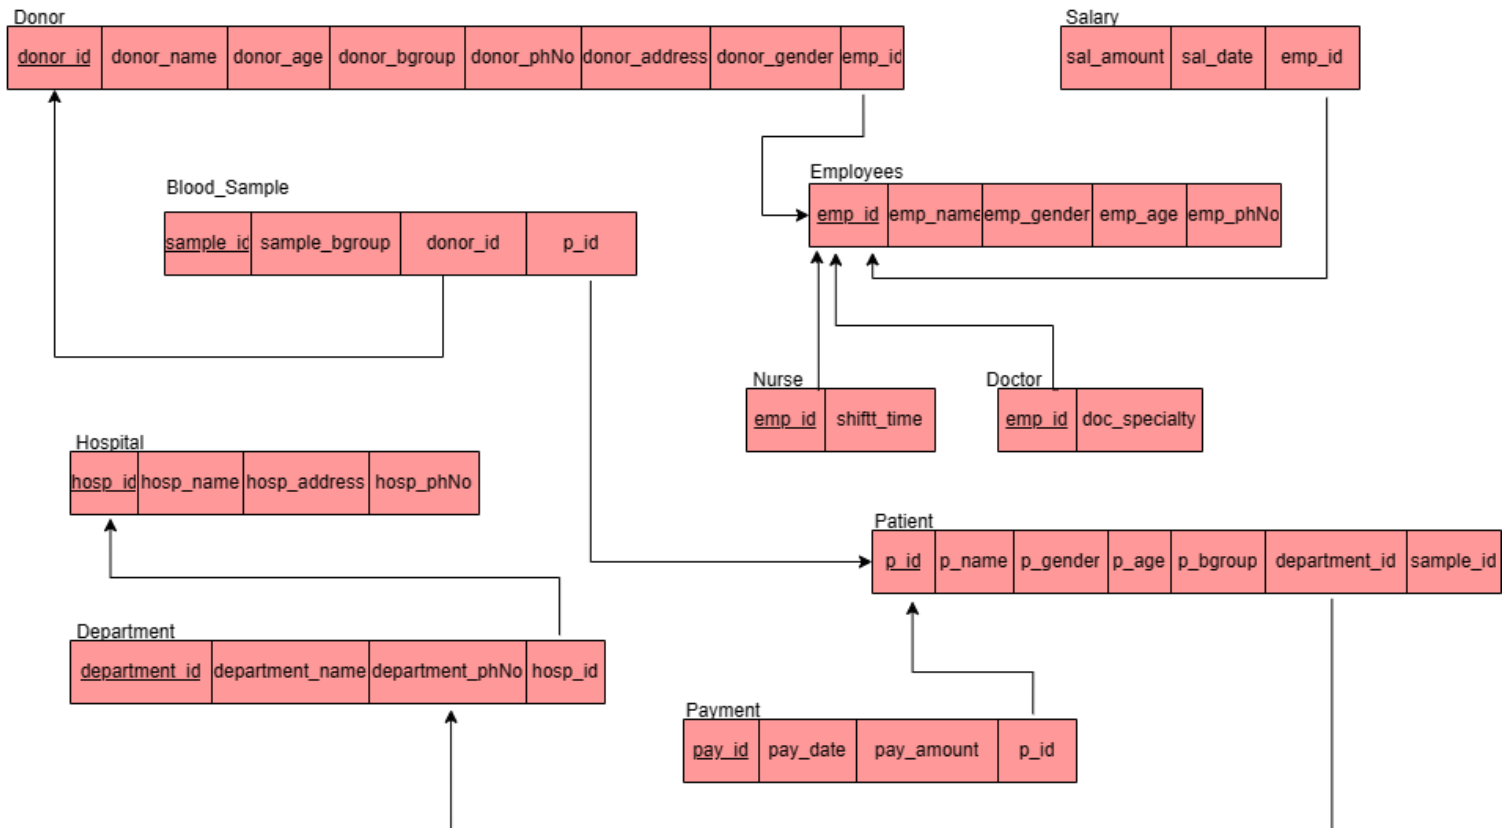 Donor
donor_id donor_name donor_age donor_bgroup donor_phNo donor_address donor_gender emp_id
Salary
sal_amount sal_date emp_id
Employees
emp_id emp_name emp_gender emp_age emp_phNo
Blood_Sample
sample_id sample_bgroup donor_id p_id
Nurse
emp_id shiftt_time
Doctor
emp_id doc_specialty
Hospital
hosp_id hosp_name hosp_address hosp_phNo
Patient
p_id p_name p_gender p_age p_bgroup department_id sample_id
Department
department_id department_name department_phNo hosp_id
Payment
pay_id pay_date pay_amount p_id